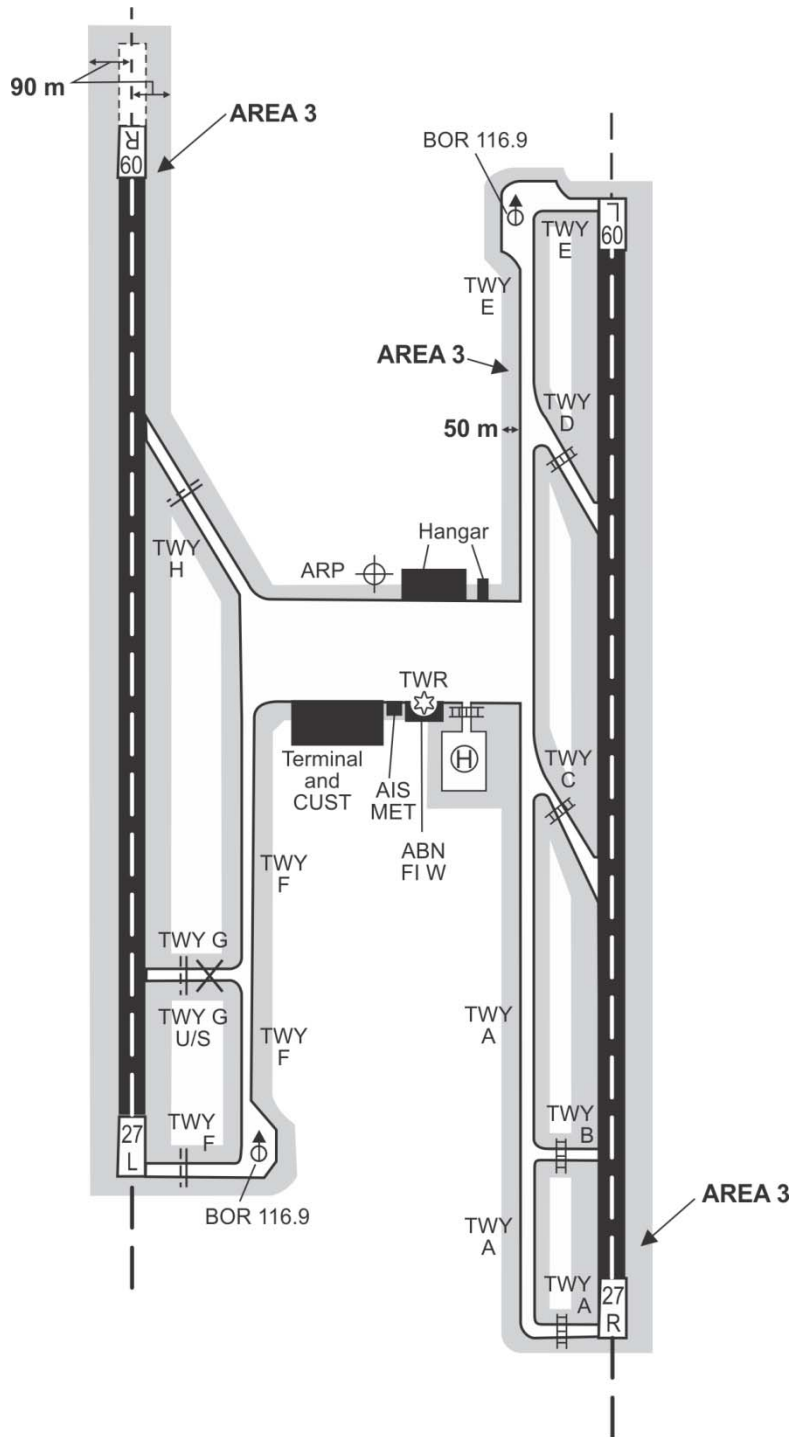 90 m
AREA 3
09
R
BOR 116.9
09
L
TWY
E
TWY
E
AREA 3
50 m
TWY
D
TWY
H
ARP
Hangar
TWR
H
Terminal
and
CUST
AIS
MET
ABN
FI W
TWY
C
TWY
F
TWY G
TWY G
U/S
TWY
F
TWY
A
TWY
F
TWY
B
27
L
BOR 116.9
TWY
A
AREA 3
TWY
A
27
R